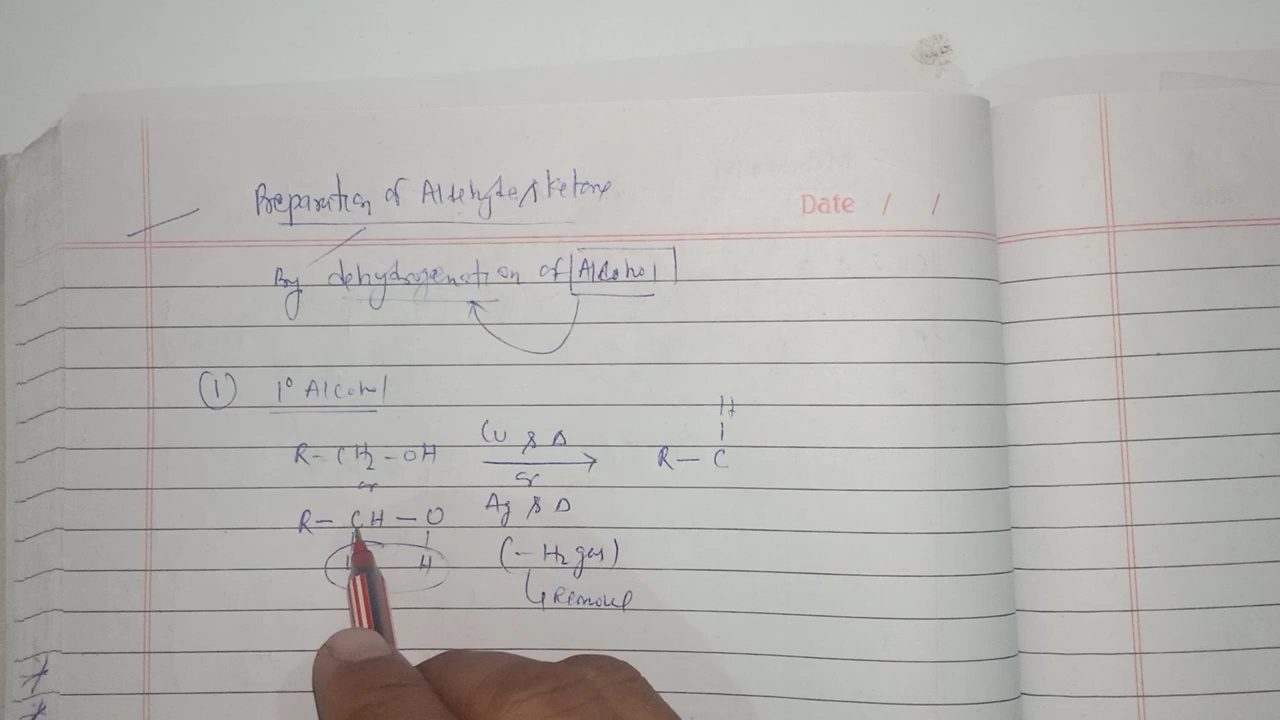 Preparation of Aldehyde & ketone
Date / /
By dehydrogenation of Alcohol
① 1° Alcohol
H
R- CH2 -OH Cu & Δ R — C
or or
R — CH — O Ag & Δ
H (- H2 gas)
Remove